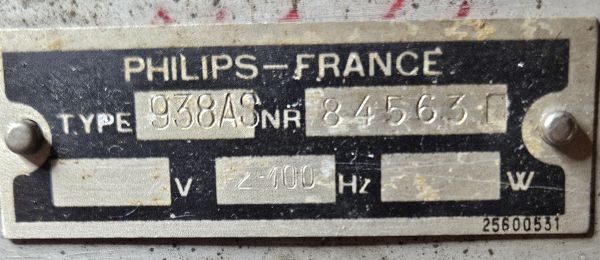 PHILIPS-FRANCE
TYPE 938AS NR 84563
V 2-100 Hz W
25600531